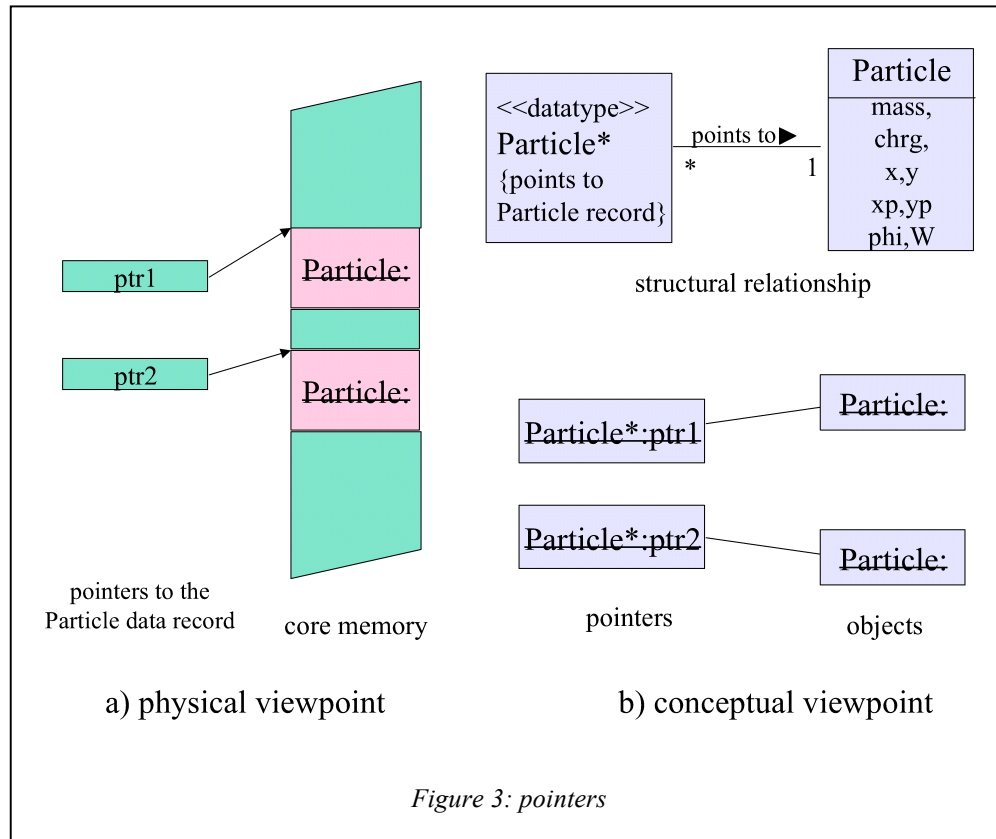 ptr1
ptr2
Particle:
Particle:
pointers to the
Particle data record
core memory
a) physical viewpoint
<<datatype>>
Particle*
{points to
Particle record}
points to▶
*
1
Particle
mass,
chrg,
x,y
xp,yp
phi,W
structural relationship
Particle*:ptr1
Particle:
Particle*:ptr2
Particle:
pointers
objects
b) conceptual viewpoint
Figure 3: pointers